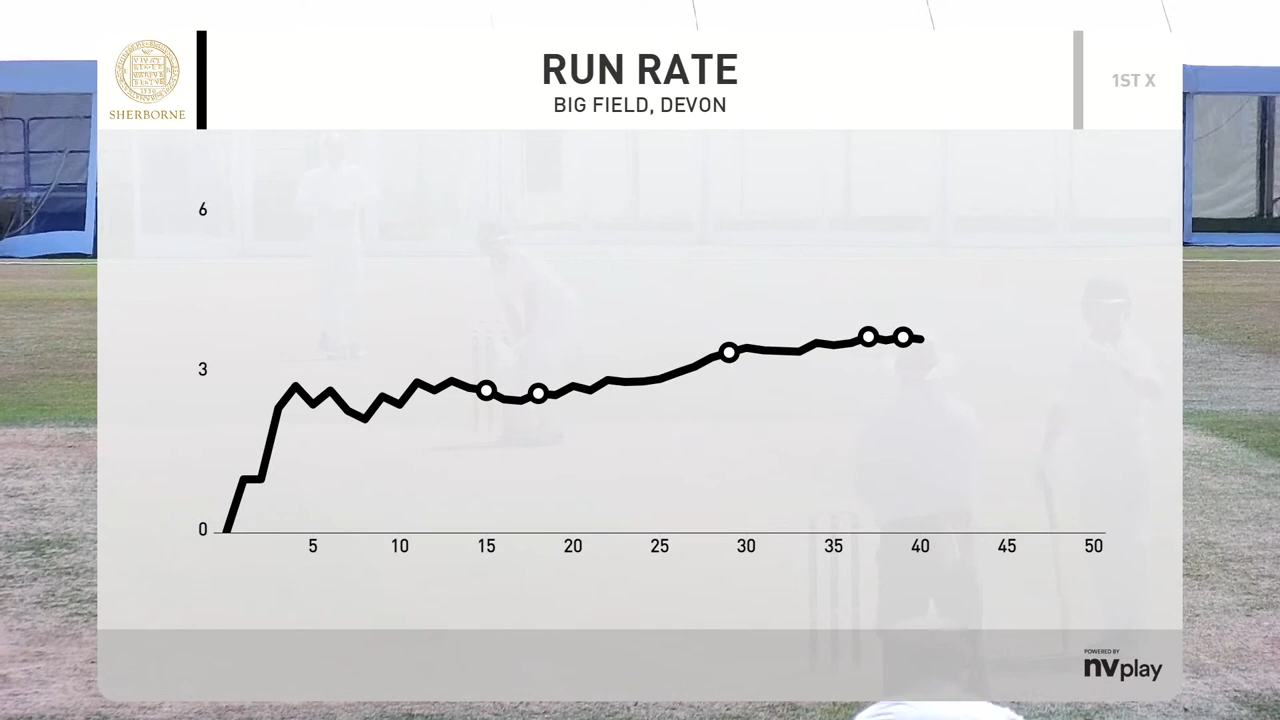 RUN RATE
BIG FIELD, DEVON
SHERBORNE
1ST X
6
3
0
5 10 15 20 25 30 35 40 45 50
POWERED BY
nvplay